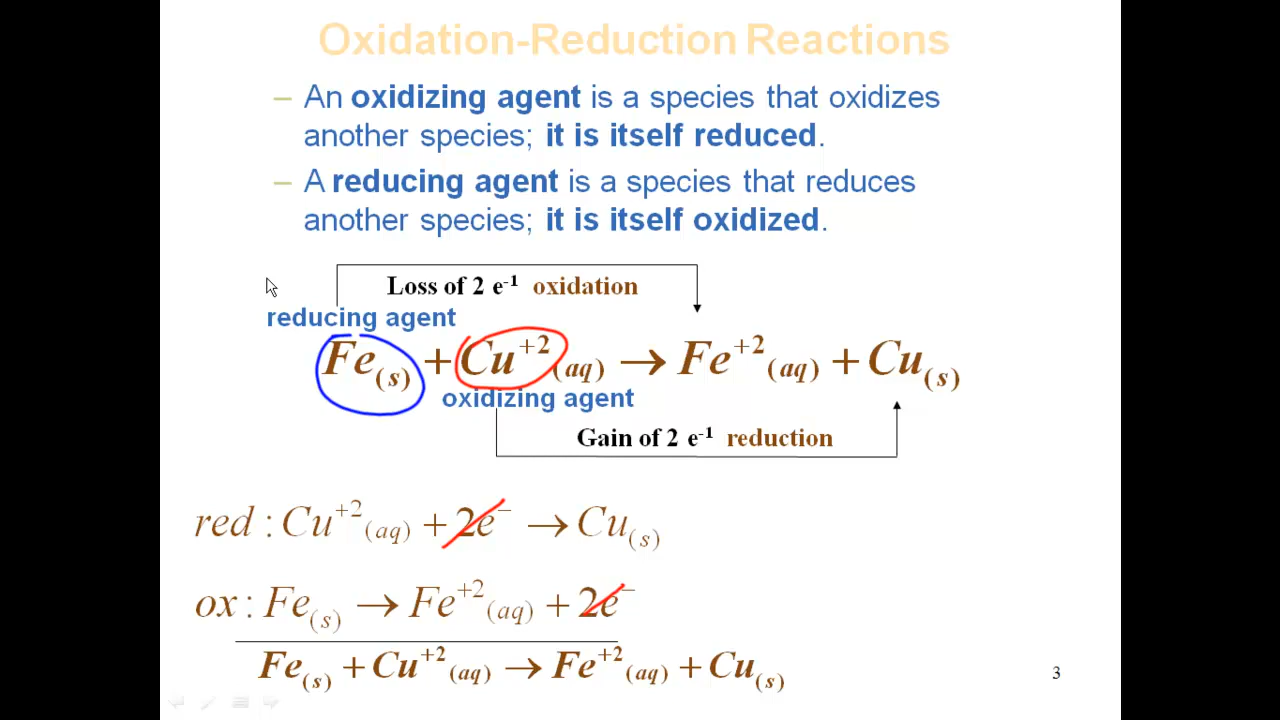 Oxidation-Reduction Reactions
– An oxidizing agent is a species that oxidizes
another species; it is itself reduced.
– A reducing agent is a species that reduces
another species; it is itself oxidized.
Loss of 2 e⁻¹ oxidation
reducing agent
Fe₍s₎ + Cu⁺²₍aq₎ → Fe⁺²₍aq₎ + Cu₍s₎
oxidizing agent
Gain of 2 e⁻¹ reduction
red : Cu⁺²₍aq₎ + 2e⁻ → Cu₍s₎
ox : Fe₍s₎ → Fe⁺²₍aq₎ + 2e⁻
Fe₍s₎ + Cu⁺²₍aq₎ → Fe⁺²₍aq₎ + Cu₍s₎
3